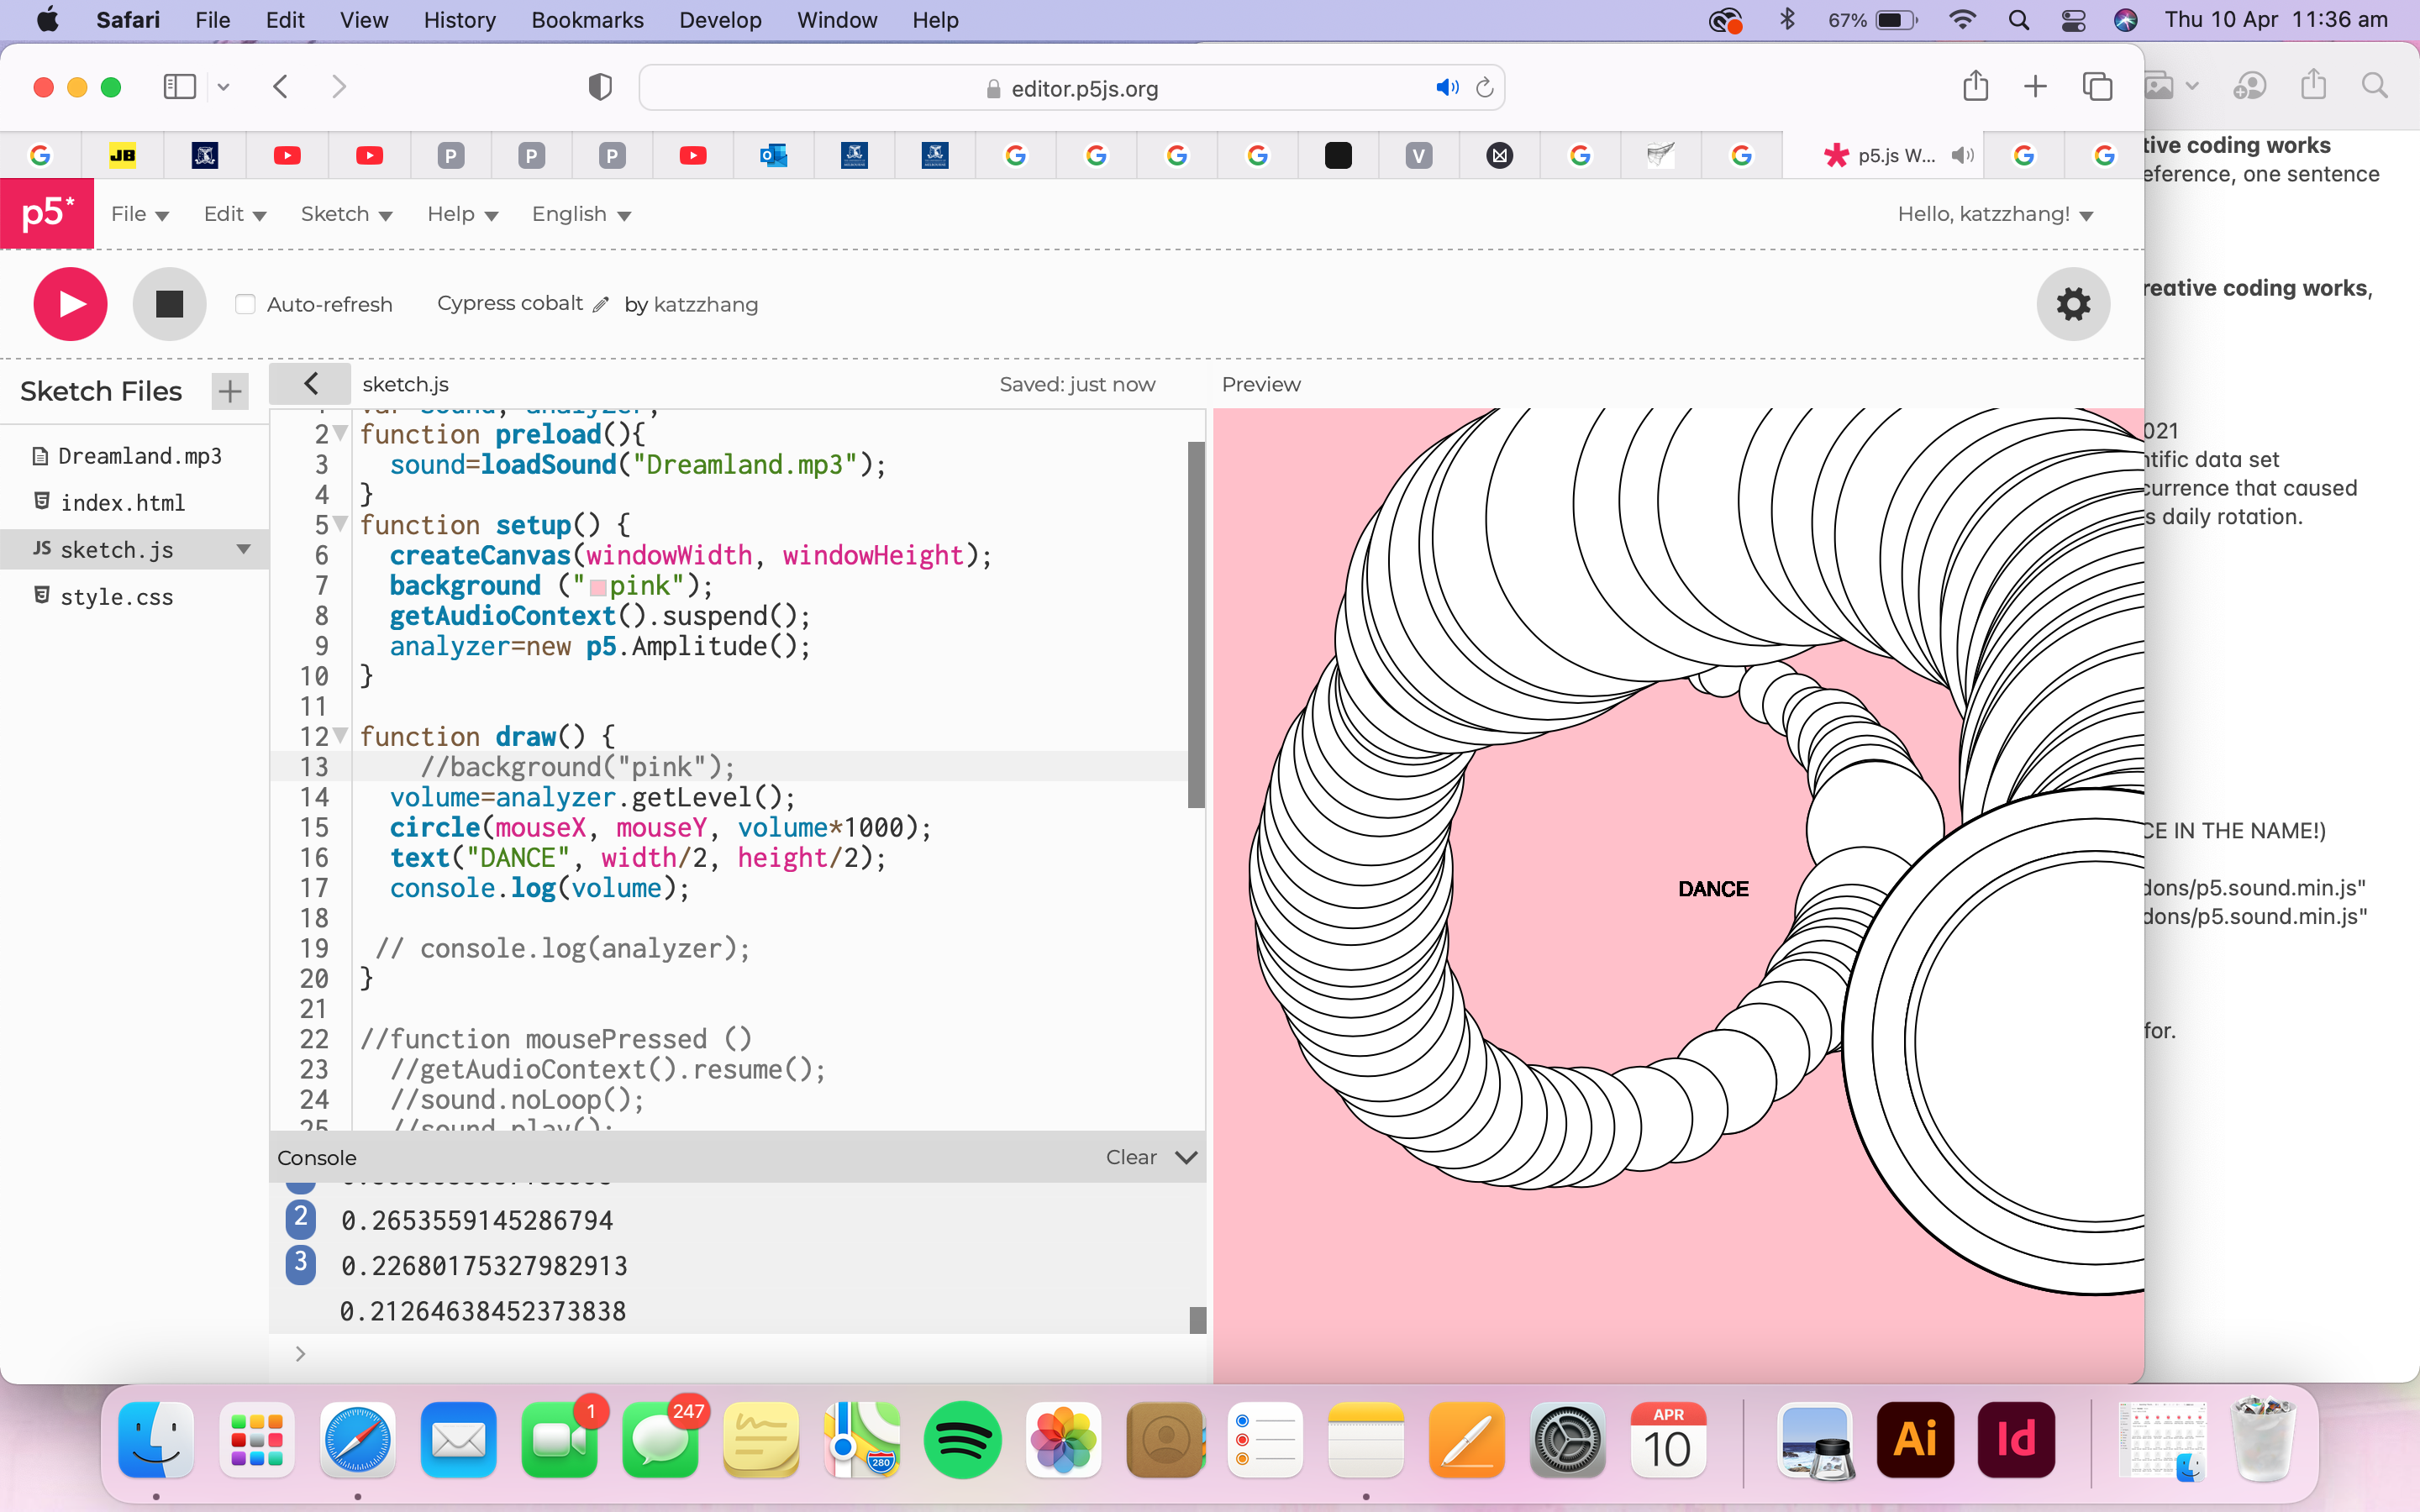 Safari File Edit View History Bookmarks Develop Window Help 67% Thu 10 Apr 11:36 am
editor.p5js.org
JB P P P V p5.js W...
tive coding works
eference, one sentence
p5* File Edit Sketch Help English Hello, katzzhang!
reative coding works,
Auto-refresh Cypress cobalt by katzzhang
Sketch Files
Dreamland.mp3
index.html
JS sketch.js
style.css
sketch.js Saved: just now Preview
2 function preload(){
3 sound=loadSound("Dreamland.mp3");
4 }
5 function setup() {
6 createCanvas(windowWidth, windowHeight);
7 background ("pink");
8 getAudioContext().suspend();
9 analyzer=new p5.Amplitude();
10 }
11
12 function draw() {
13 //background("pink");
14 volume=analyzer.getLevel();
15 circle(mouseX, mouseY, volume*1000);
16 text("DANCE", width/2, height/2);
17 console.log(volume);
18
19 // console.log(analyzer);
20 }
21
22 //function mousePressed ()
23 //getAudioContext().resume();
24 //sound.noLoop();
25 //sound.play();
DANCE
021
ntific data set
currence that caused
s daily rotation.
CE IN THE NAME!)
dons/p5.sound.min.js"
dons/p5.sound.min.js"
for.
Console Clear
2 0.2653559145286794
3 0.22680175327982913
0.21264638452373838
1
247
280
APR
10
Ai
Id